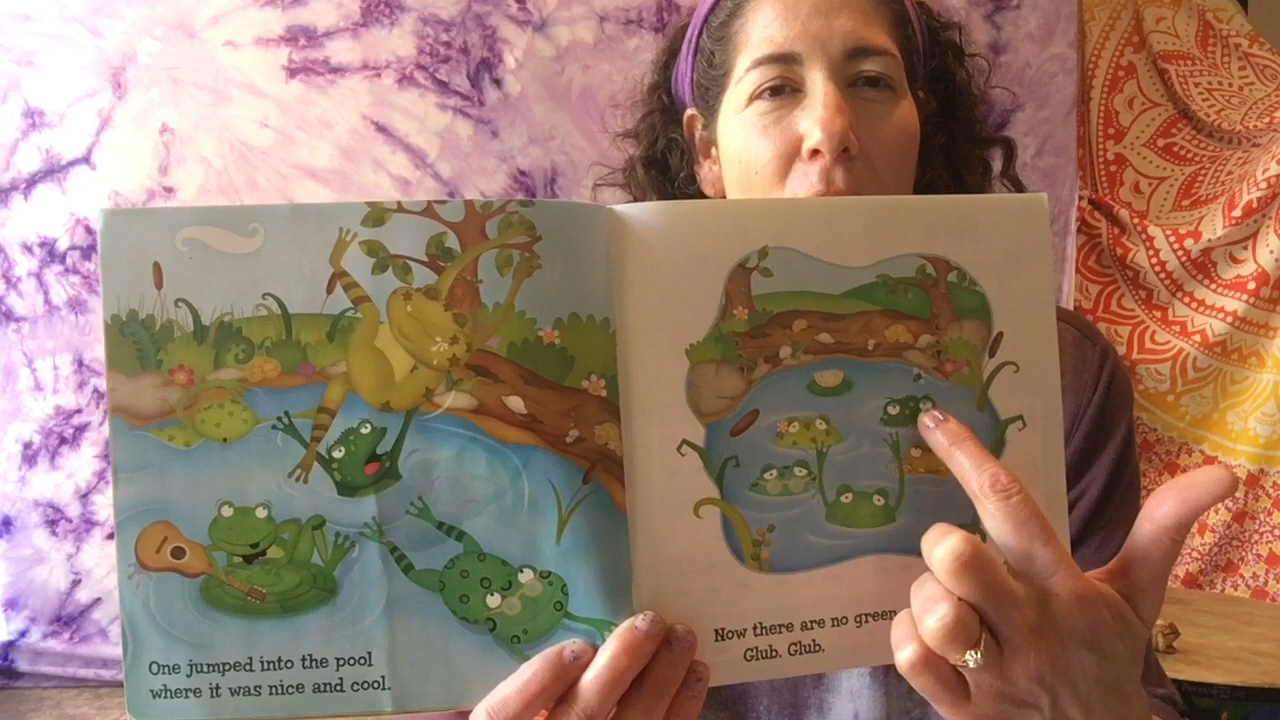 One jumped into the pool
where it was nice and cool.
Now there are no green
Glub. Glub.